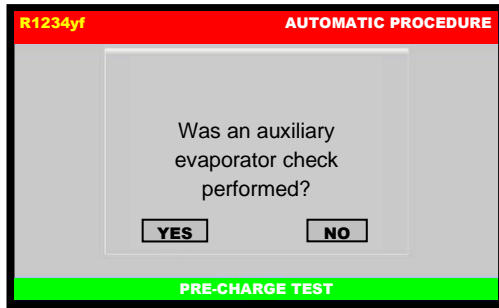 R1234yf AUTOMATIC PROCEDURE
Was an auxiliary
evaporator check
performed?
YES NO
PRE-CHARGE TEST